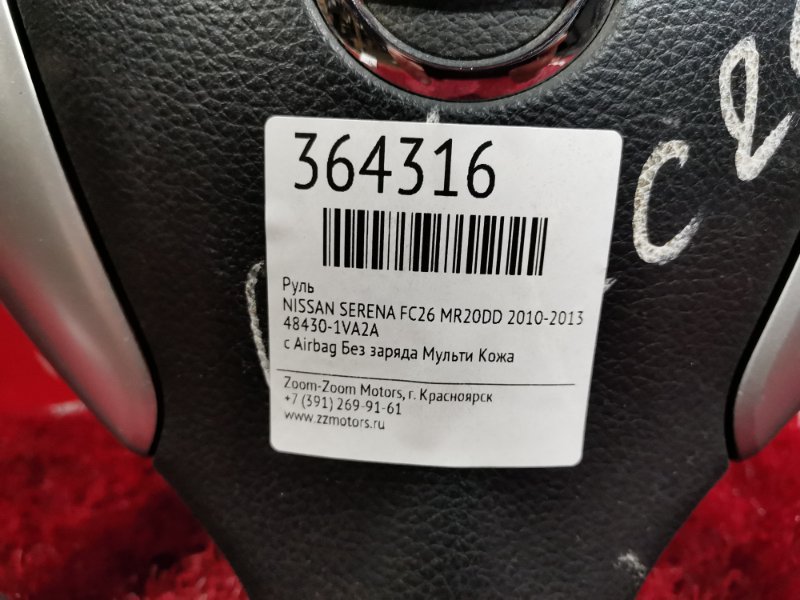 364316
Руль
NISSAN SERENA FC26 MR20DD 2010-2013
48430-1VA2A
с Airbag Без заряда Мульти Кожа
Zoom-Zoom Motors, г. Красноярск
+7 (391) 269-91-61
www.zzmotors.ru
C 2